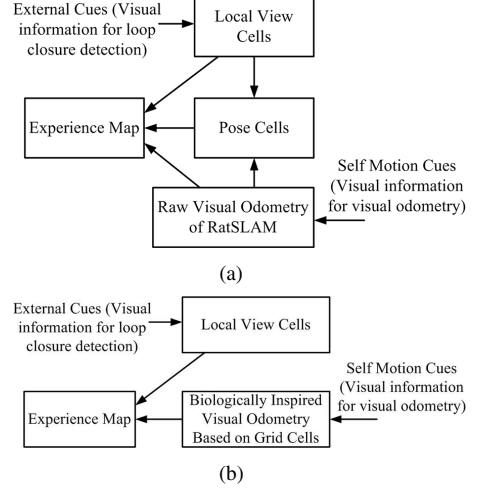 External Cues (Visual
information for loop
closure detection)
Local View
Cells
Experience Map
Pose Cells
Self Motion Cues
(Visual information
for visual odometry)
Raw Visual Odometry
of RatSLAM
(a)
External Cues (Visual
information for loop
closure detection)
Local View Cells
Self Motion Cues
(Visual information
for visual odometry)
Experience Map
Biologically Inspired
Visual Odometry
Based on Grid Cells
(b)